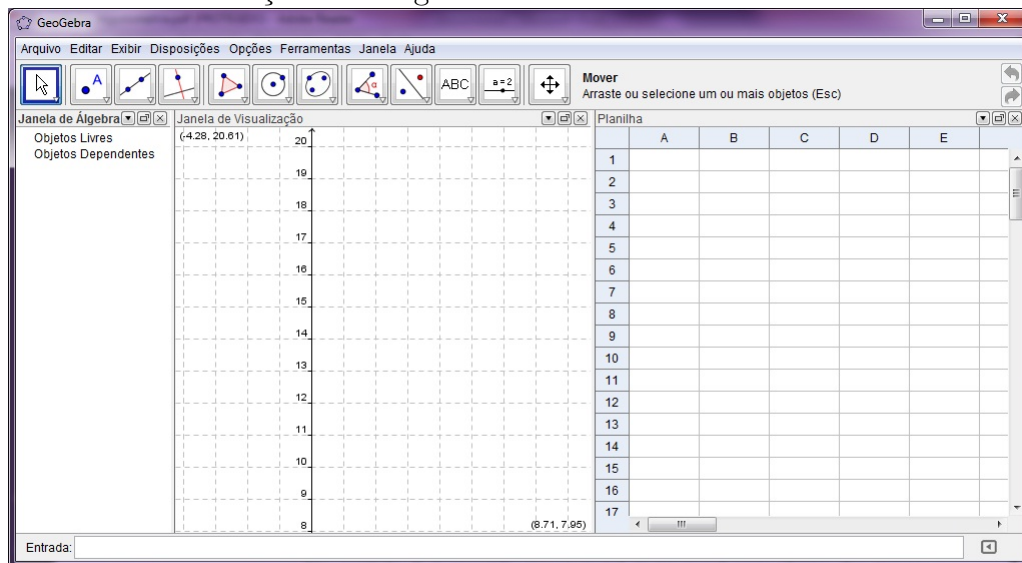 GeoGebra
Arquivo Editar Exibir Disposições Opções Ferramentas Janela Ajuda
A
α
ABC
a=2
Mover
Arraste ou selecione um ou mais objetos (Esc)
Janela de Álgebra
Janela de Visualização
Planilha
Objetos Livres
Objetos Dependentes
(-4.28, 20.61)
20
19
18
17
16
15
14
13
12
11
10
9
8
(8.71, 7.95)
A B C D E
1
2
3
4
5
6
7
8
9
10
11
12
13
14
15
16
17
Entrada: